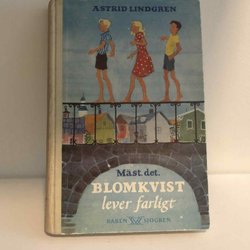 ASTRID LINDGREN
Mäst. det.
BLOMKVIST
lever farligt
RABÉN SJÖGREN